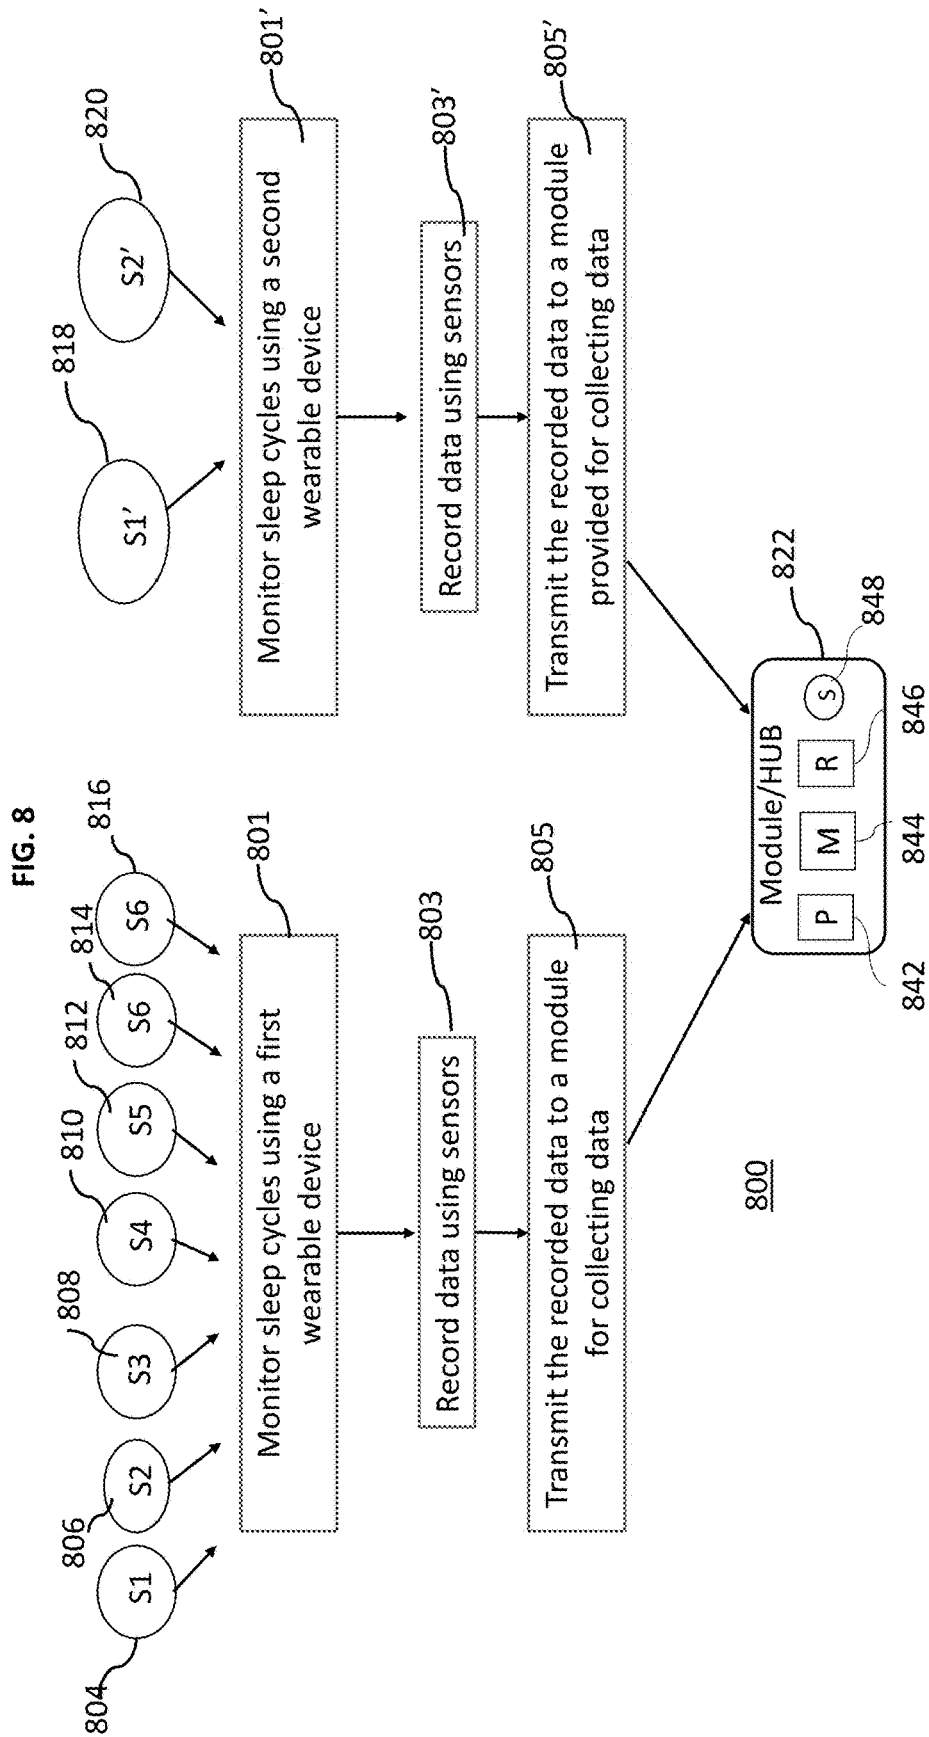 FIG. 8
804
806
808
810
812
814
816
818
820
S1
S2
S3
S4
S5
S6
S6
S1’
S2’
801
Monitor sleep cycles using a first
wearable device
803
Record data using sensors
805
Transmit the recorded data to a module
for collecting data
801’
Monitor sleep cycles using a second
wearable device
803’
Record data using sensors
805’
Transmit the recorded data to a module
provided for collecting data
800
Module/HUB
822
P
M
R
S
842
844
846
848